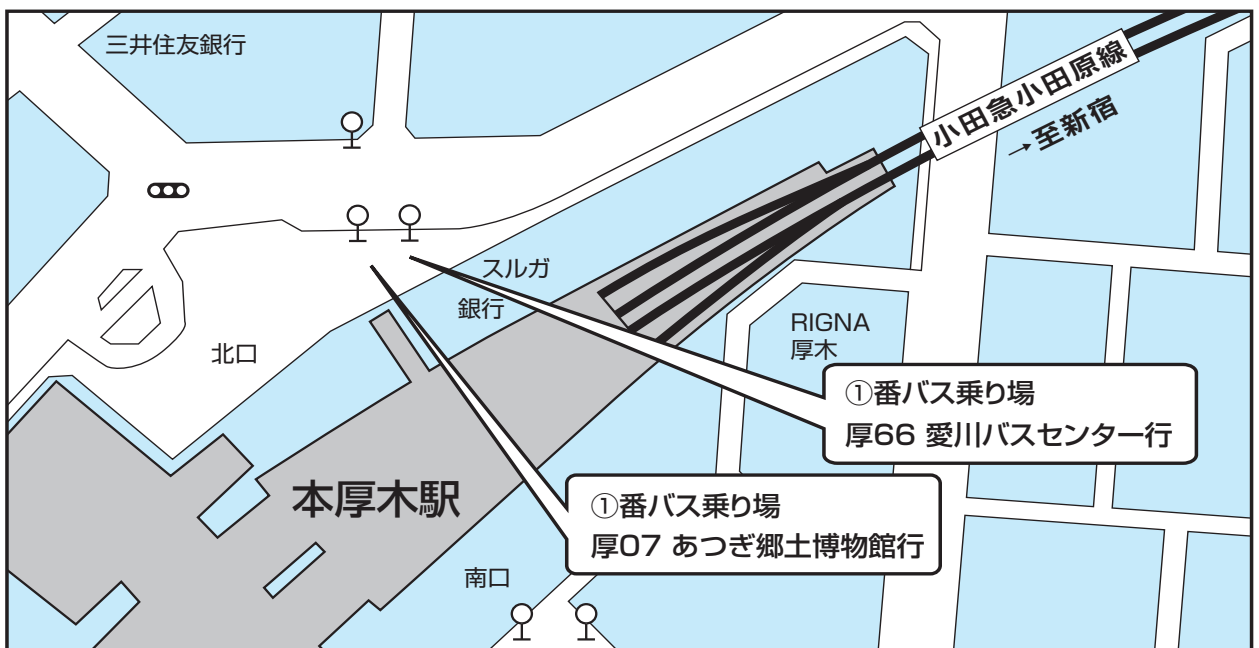 三井住友銀行
小田急小田原線
→至新宿
スルガ
銀行
北口
RIGNA
厚木
①番バス乗り場
厚66 愛川バスセンター行
本厚木駅
①番バス乗り場
厚07 あつぎ郷土博物館行
南口